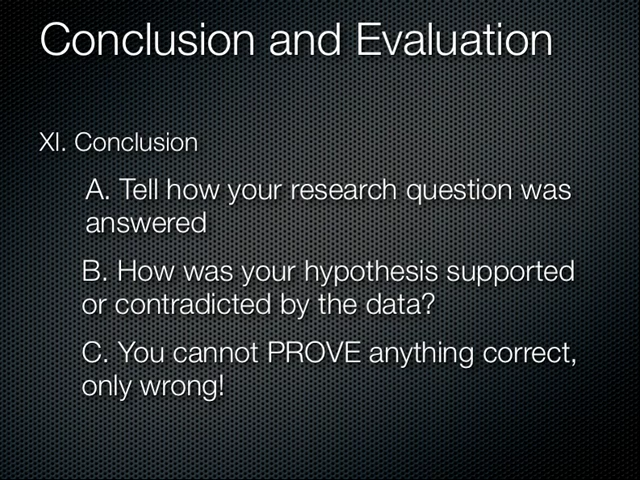 Conclusion and Evaluation
XI. Conclusion
A. Tell how your research question was
answered
B. How was your hypothesis supported
or contradicted by the data?
C. You cannot PROVE anything correct,
only wrong!